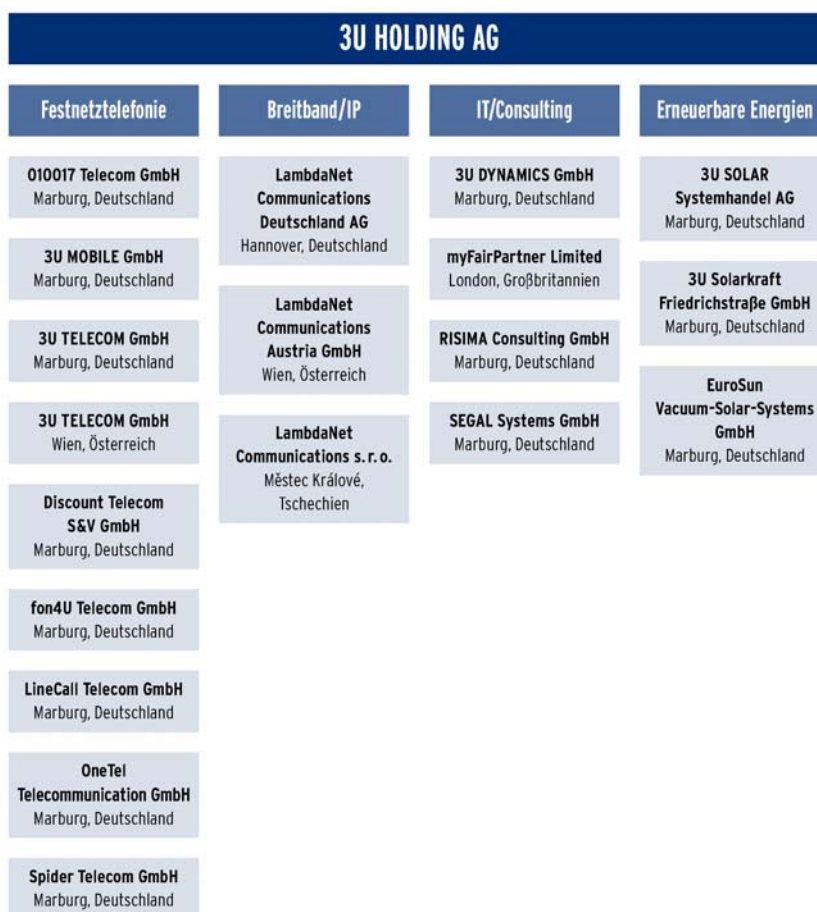 3U HOLDING AG
Festnetztelefonie
010017 Telecom GmbH
Marburg, Deutschland
3U MOBILE GmbH
Marburg, Deutschland
3U TELECOM GmbH
Marburg, Deutschland
3U TELECOM GmbH
Wien, Österreich
Discount Telecom
S&V GmbH
Marburg, Deutschland
fon4U Telecom GmbH
Marburg, Deutschland
LineCall Telecom GmbH
Marburg, Deutschland
OneTel
Telecommunication GmbH
Marburg, Deutschland
Spider Telecom GmbH
Marburg, Deutschland
Breitband/IP
LambdaNet
Communications
Deutschland AG
Hannover, Deutschland
LambdaNet
Communications
Austria GmbH
Wien, Österreich
LambdaNet
Communications s.r.o.
Městec Králové,
Tschechien
IT/Consulting
3U DYNAMICS GmbH
Marburg, Deutschland
myFairPartner Limited
London, Großbritannien
RISIMA Consulting GmbH
Marburg, Deutschland
SEGAL Systems GmbH
Marburg, Deutschland
Erneuerbare Energien
3U SOLAR
Systemhandel AG
Marburg, Deutschland
3U Solarkraft
Friedrichstraße GmbH
Marburg, Deutschland
EuroSun
Vacuum-Solar-Systems
GmbH
Marburg, Deutschland